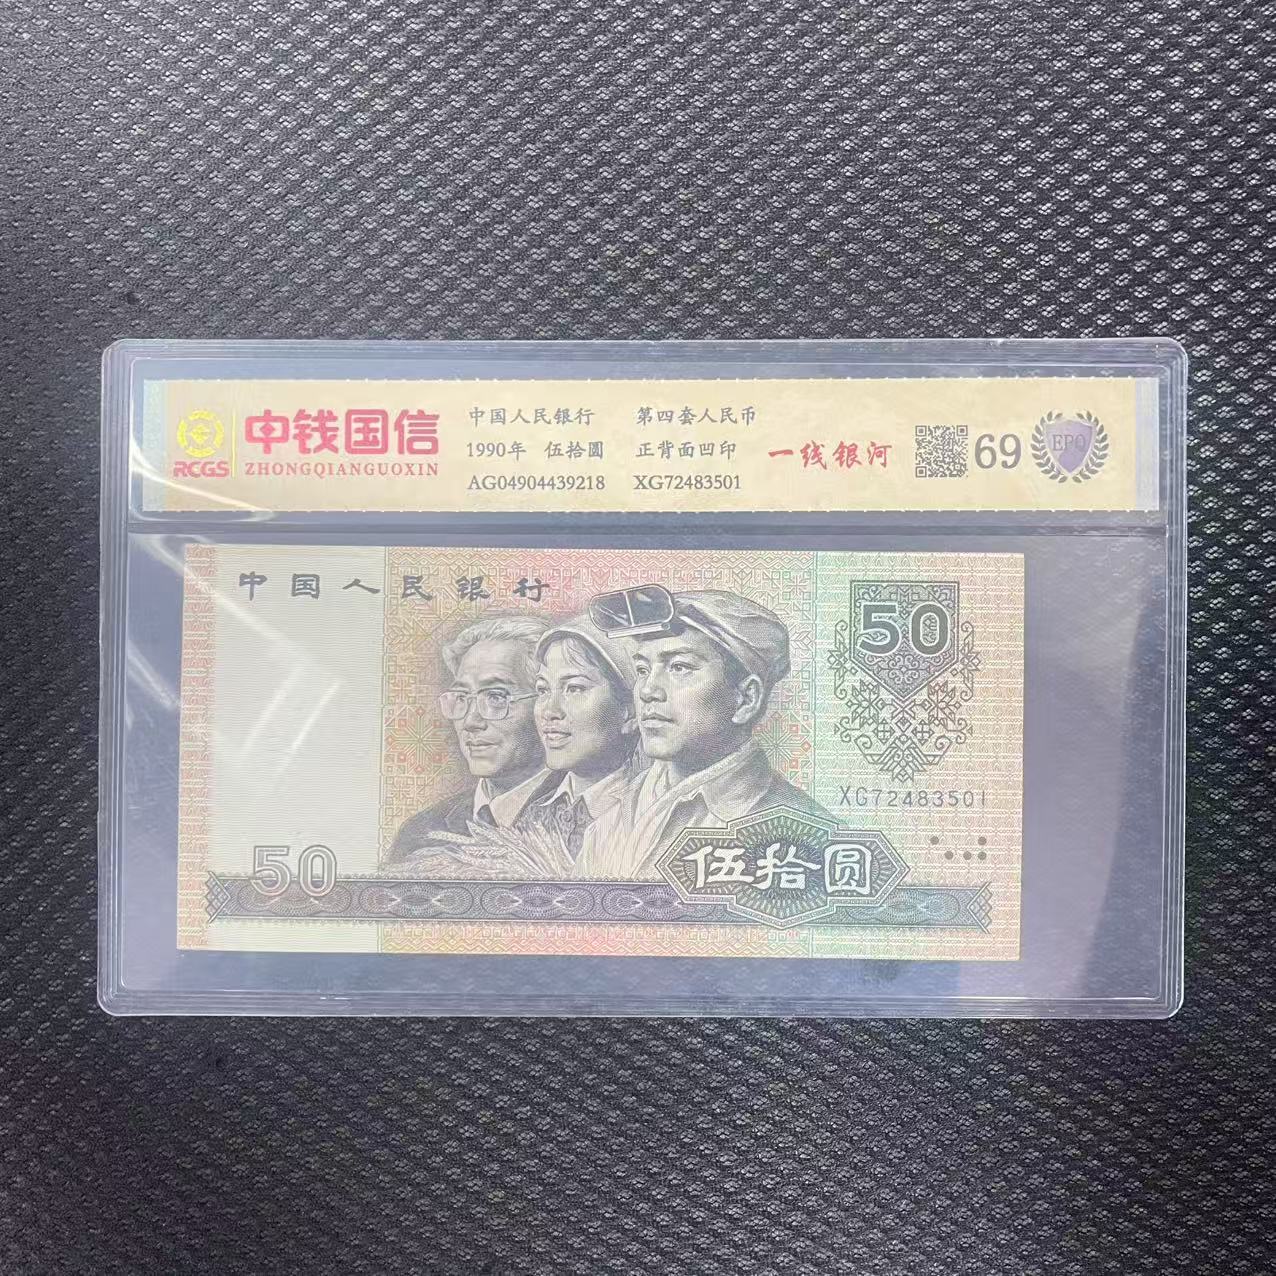 RCGS
中钱国信
ZHONGQIANGUOXIN
中国人民银行 第四套人民币
1990年 伍拾圆 正背面凹印
AG04904439218 XG72483501
一线银河
69
EPQ
中国人民银行
50
XG72483501
50
伍拾圆